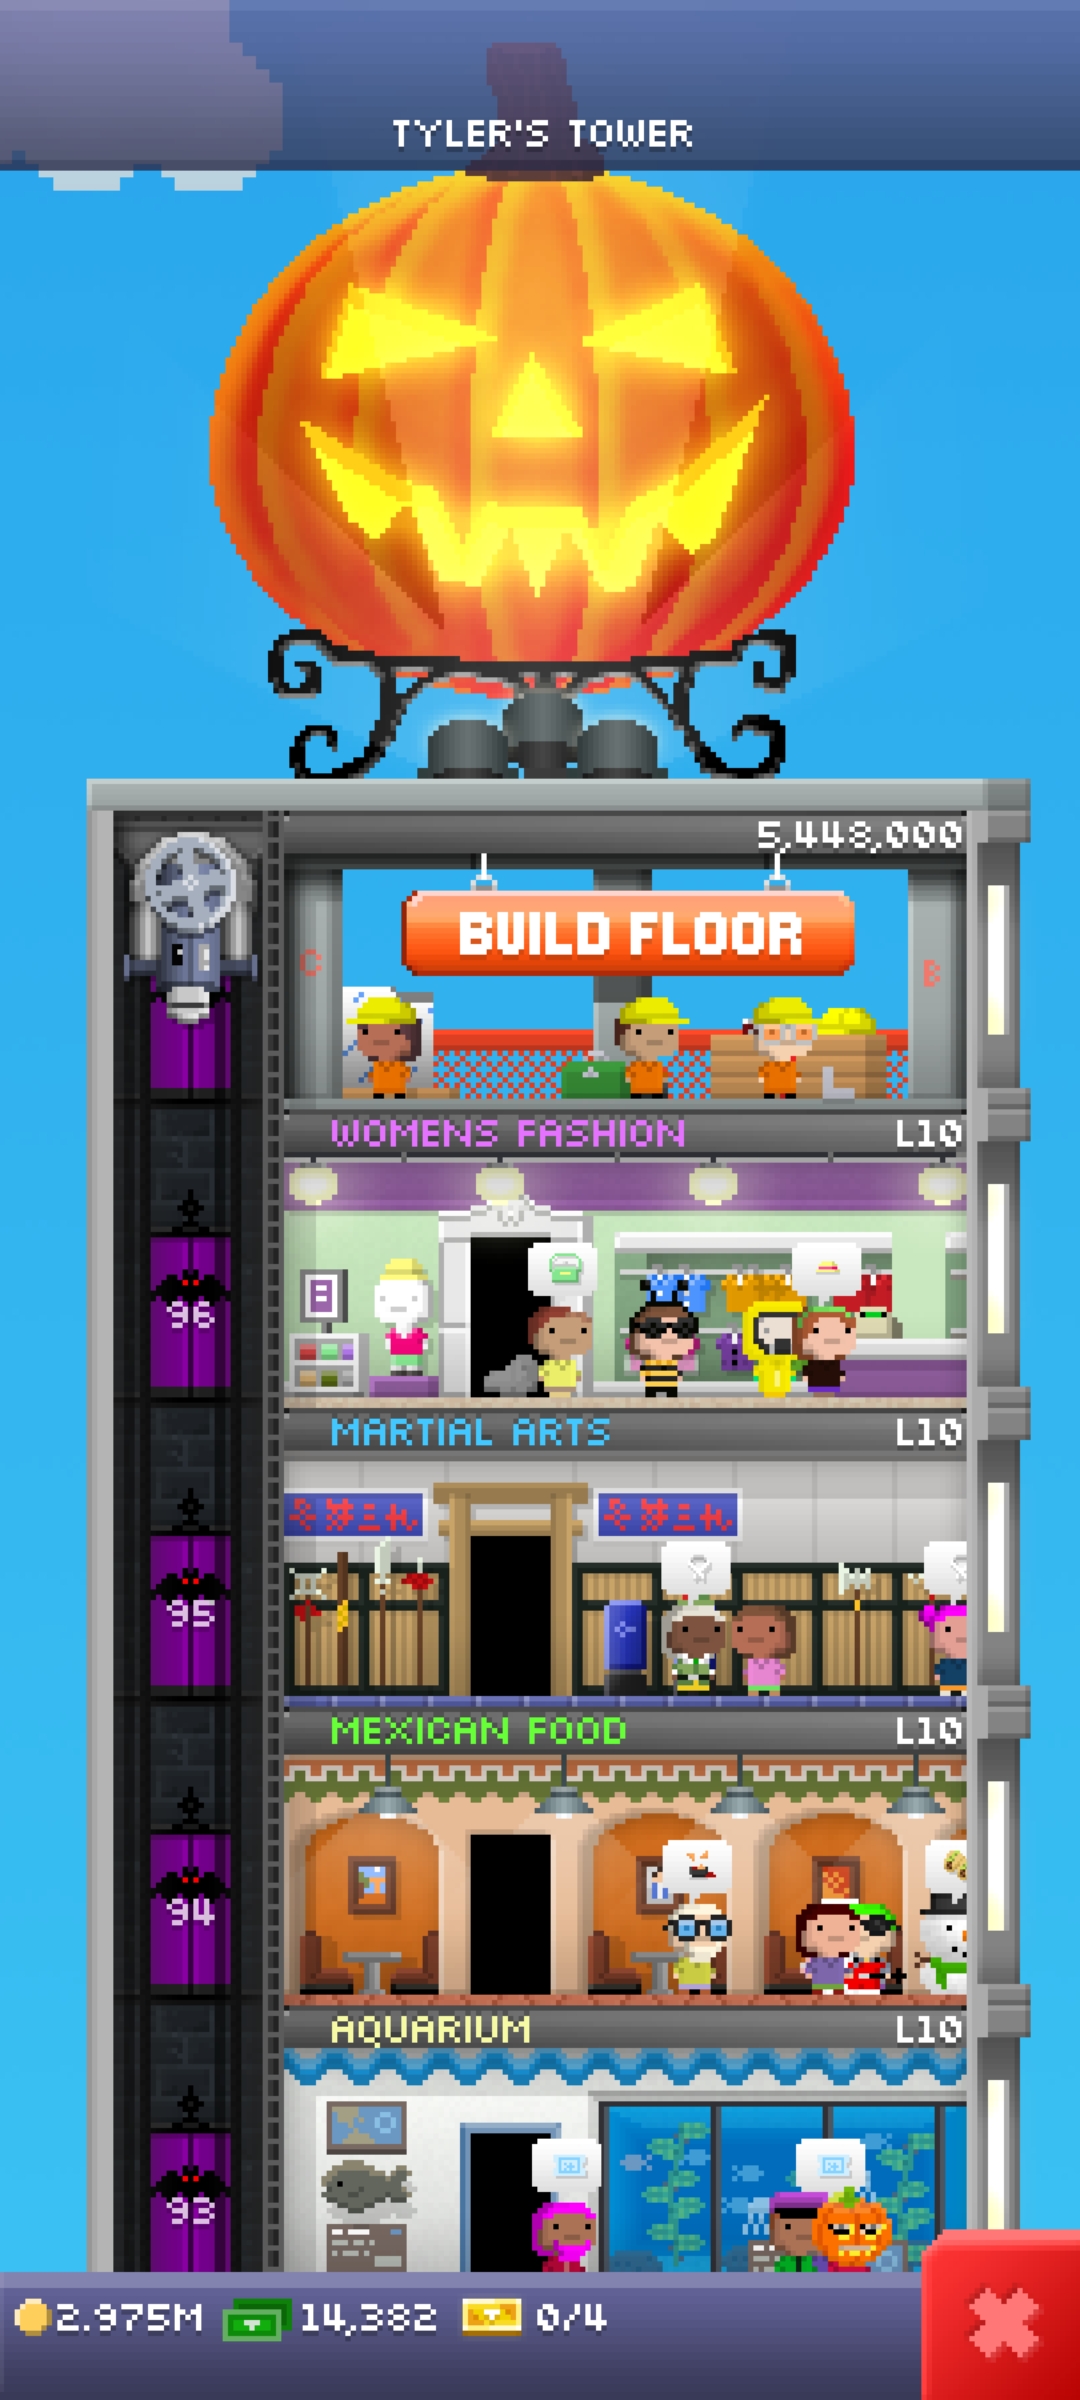 TYLER'S TOWER
5,448,000
BUILD FLOOR
C
B
WOMENS FASHION L10
96
MARTIAL ARTS L10
95
MEXICAN FOOD L10
94
AQUARIUM L10
93
2.975M 14,382 0/4